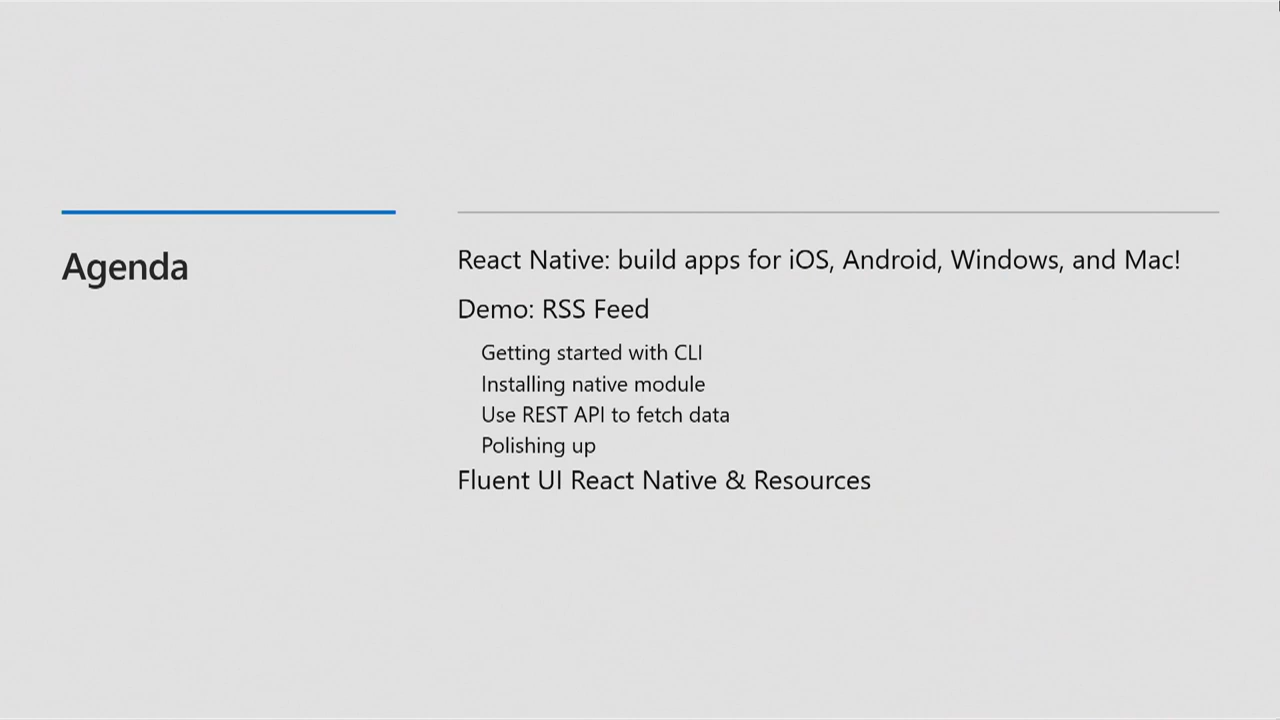 Agenda
React Native: build apps for iOS, Android, Windows, and Mac!
Demo: RSS Feed
Getting started with CLI
Installing native module
Use REST API to fetch data
Polishing up
Fluent UI React Native & Resources